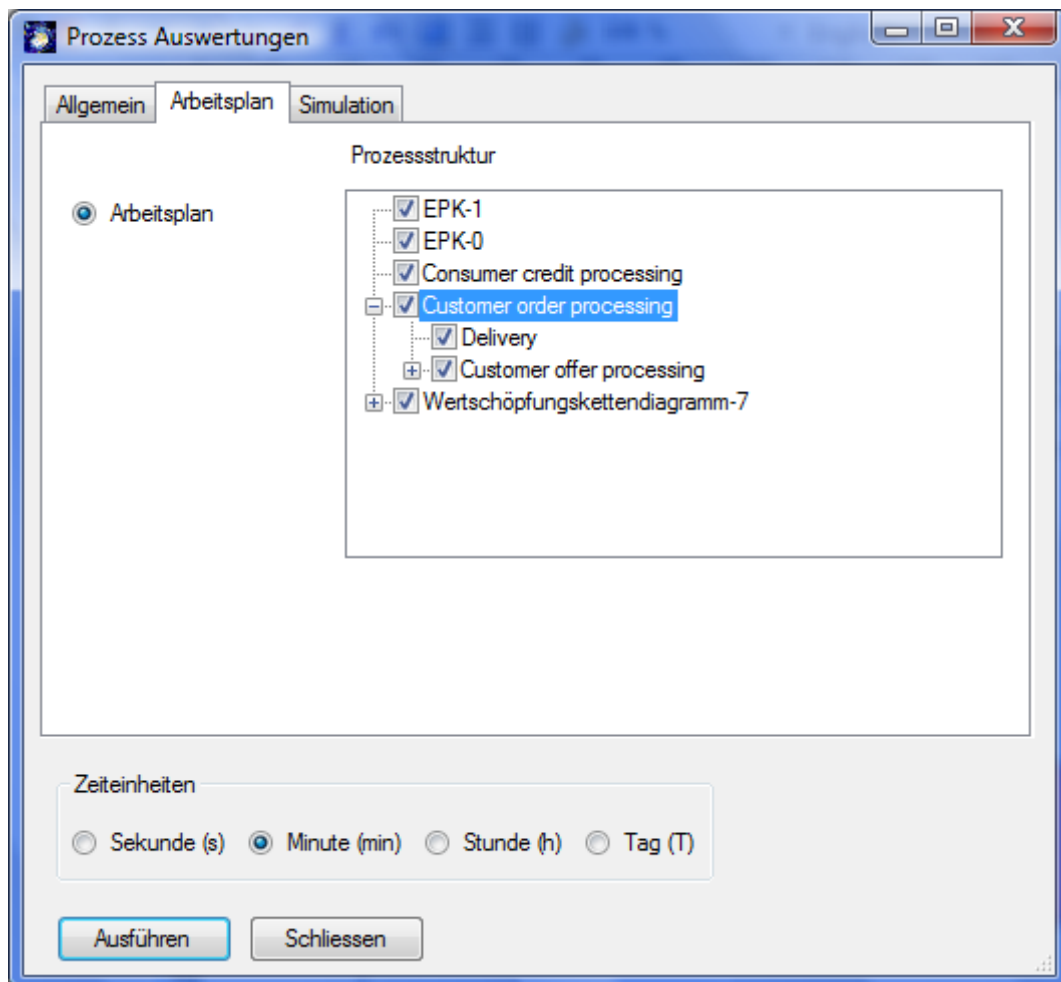 Prozess Auswertungen
Allgemein Arbeitsplan Simulation
Prozessstruktur
Arbeitsplan
EPK-1
EPK-0
Consumer credit processing
Customer order processing
Delivery
Customer offer processing
Wertschöpfungskettendiagramm-7
Zeiteinheiten
Sekunde (s) Minute (min) Stunde (h) Tag (T)
Ausführen Schliessen